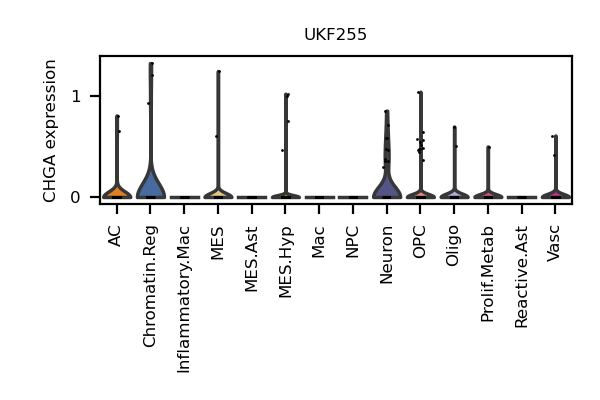 UKF255
CHGA expression
1
0
AC
Chromatin.Reg
Inflammatory.Mac
MES
MES.Ast
MES.Hyp
Mac
NPC
Neuron
OPC
Oligo
Prolif.Metab
Reactive.Ast
Vasc